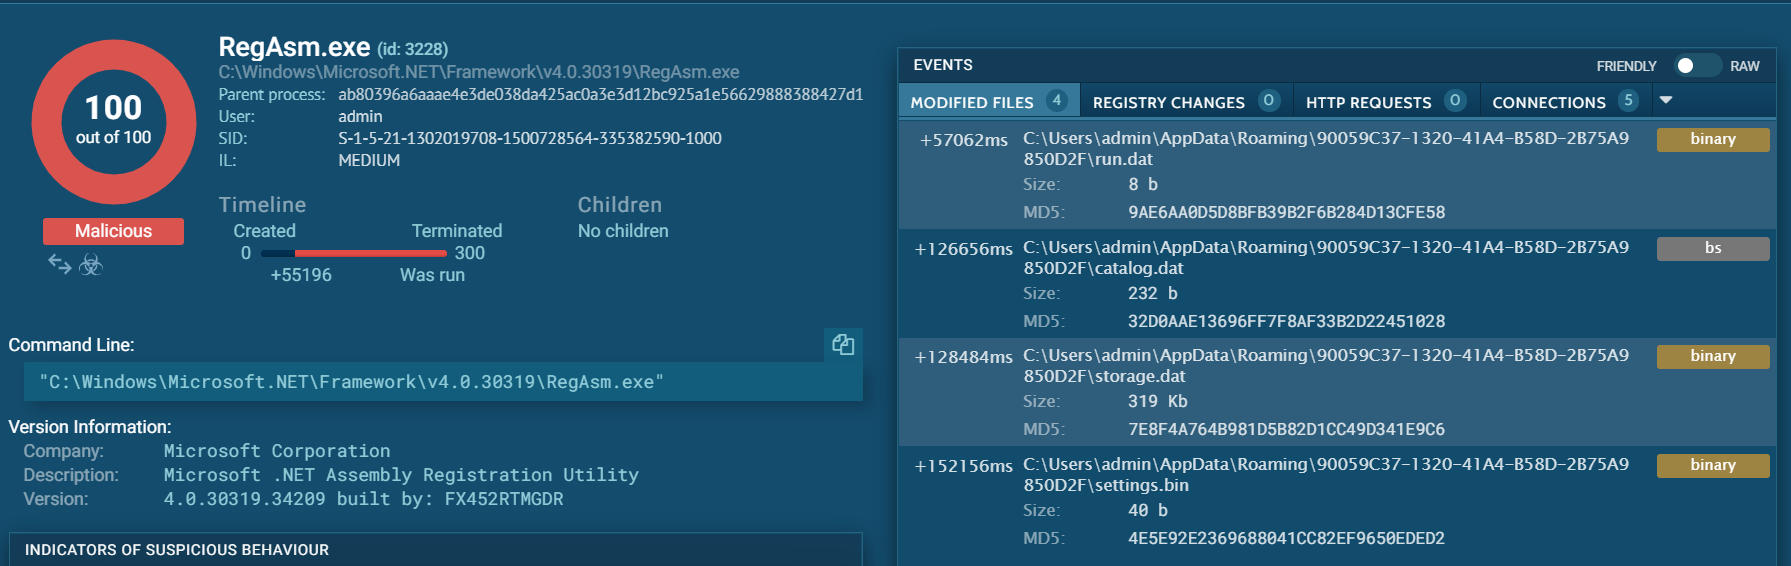 100
out of 100
Malicious
RegAsm.exe (id: 3228)
C:\Windows\Microsoft.NET\Framework\v4.0.30319\RegAsm.exe
Parent process: ab80396a6aaae4e3de038da425ac0a3e3d12bc925a1e56629888388427d1
User: admin
SID: S-1-5-21-1302019708-1500728564-335382590-1000
IL: MEDIUM
Timeline
Created Terminated
0 300
+55196 Was run
Children
No children
Command Line:
"C:\Windows\Microsoft.NET\Framework\v4.0.30319\RegAsm.exe"
Version Information:
Company: Microsoft Corporation
Description: Microsoft .NET Assembly Registration Utility
Version: 4.0.30319.34209 built by: FX452RTMGDR
INDICATORS OF SUSPICIOUS BEHAVIOUR
EVENTS FRIENDLY RAW
MODIFIED FILES 4 REGISTRY CHANGES 0 HTTP REQUESTS 0 CONNECTIONS 5
+57062ms C:\Users\admin\AppData\Roaming\90059C37-1320-41A4-B58D-2B75A9 binary
850D2F\run.dat
Size: 8 b
MD5: 9AE6AA0D5D8BFB39B2F6B284D13CFE58
+126656ms C:\Users\admin\AppData\Roaming\90059C37-1320-41A4-B58D-2B75A9 bs
850D2F\catalog.dat
Size: 232 b
MD5: 32D0AAE13696FF7F8AF33B2D22451028
+128484ms C:\Users\admin\AppData\Roaming\90059C37-1320-41A4-B58D-2B75A9 binary
850D2F\storage.dat
Size: 319 Kb
MD5: 7E8F4A764B981D5B82D1CC49D341E9C6
+152156ms C:\Users\admin\AppData\Roaming\90059C37-1320-41A4-B58D-2B75A9 binary
850D2F\settings.bin
Size: 40 b
MD5: 4E5E92E2369688041CC82EF9650EDED2